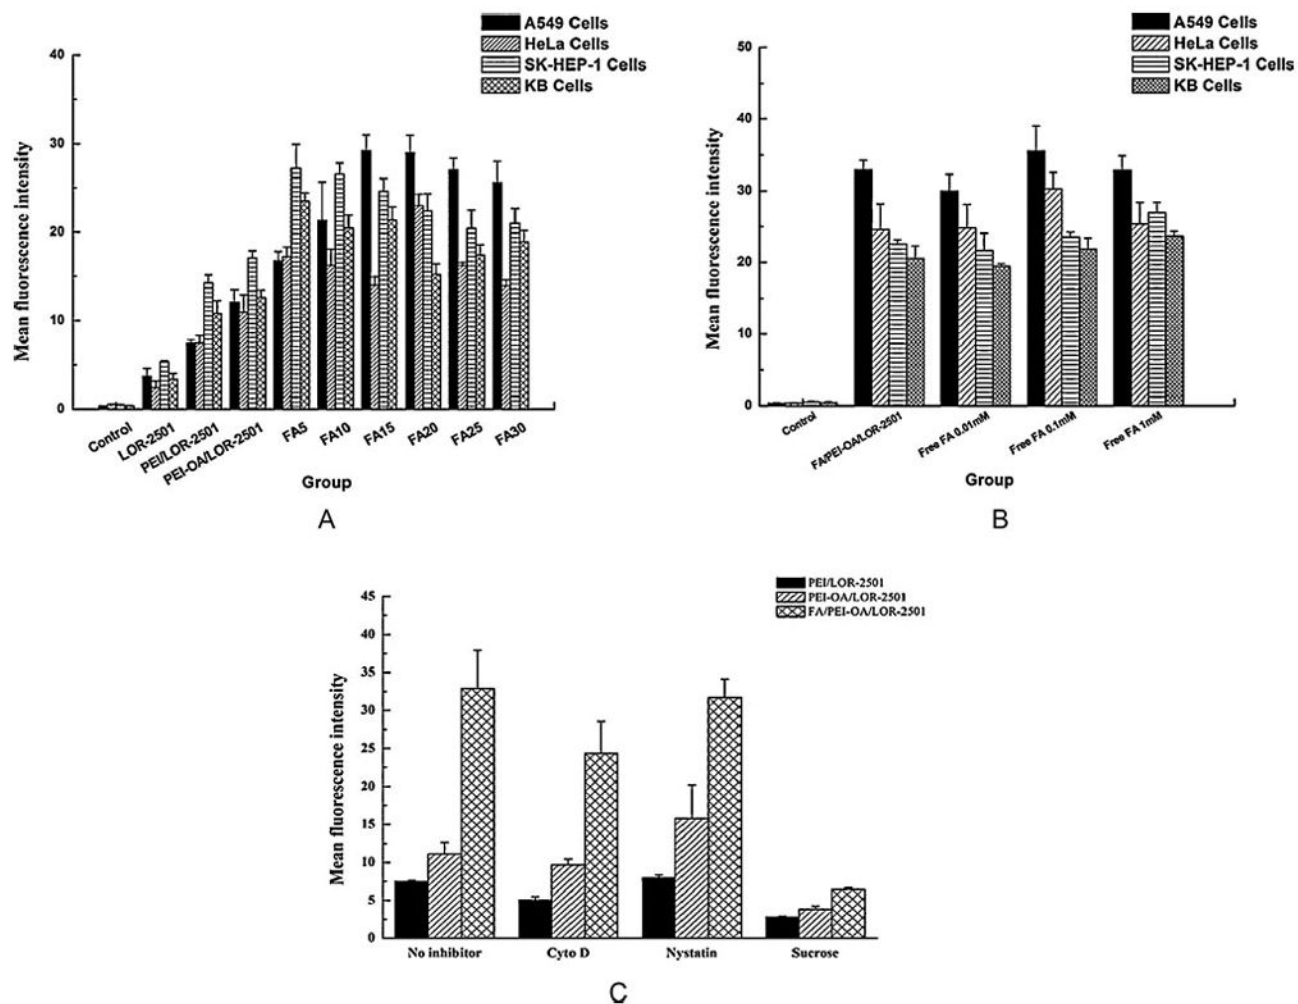 A549 Cells
HeLa Cells
SK-HEP-1 Cells
KB Cells
40
30
20
10
0
Mean fluorescence intensity
Control
LOR-2501
PEI/LOR-2501
PEI-OA/LOR-2501
FA5
FA10
FA15
FA20
FA25
FA30
Group
A
A549 Cells
HeLa Cells
SK-HEP-1 Cells
KB Cells
50
40
30
20
10
0
Mean fluorescence intensity
Control
FA/PEI-OA/LOR-2501
Free FA 0.01mM
Free FA 0.1mM
Free FA 1mM
Group
B
PEI/LOR-2501
PEI-OA/LOR-2501
FA/PEI-OA/LOR-2501
45
40
35
30
25
20
15
10
5
0
Mean fluorescence intensity
No inhibitor
Cyto D
Nystatin
Sucrose
C